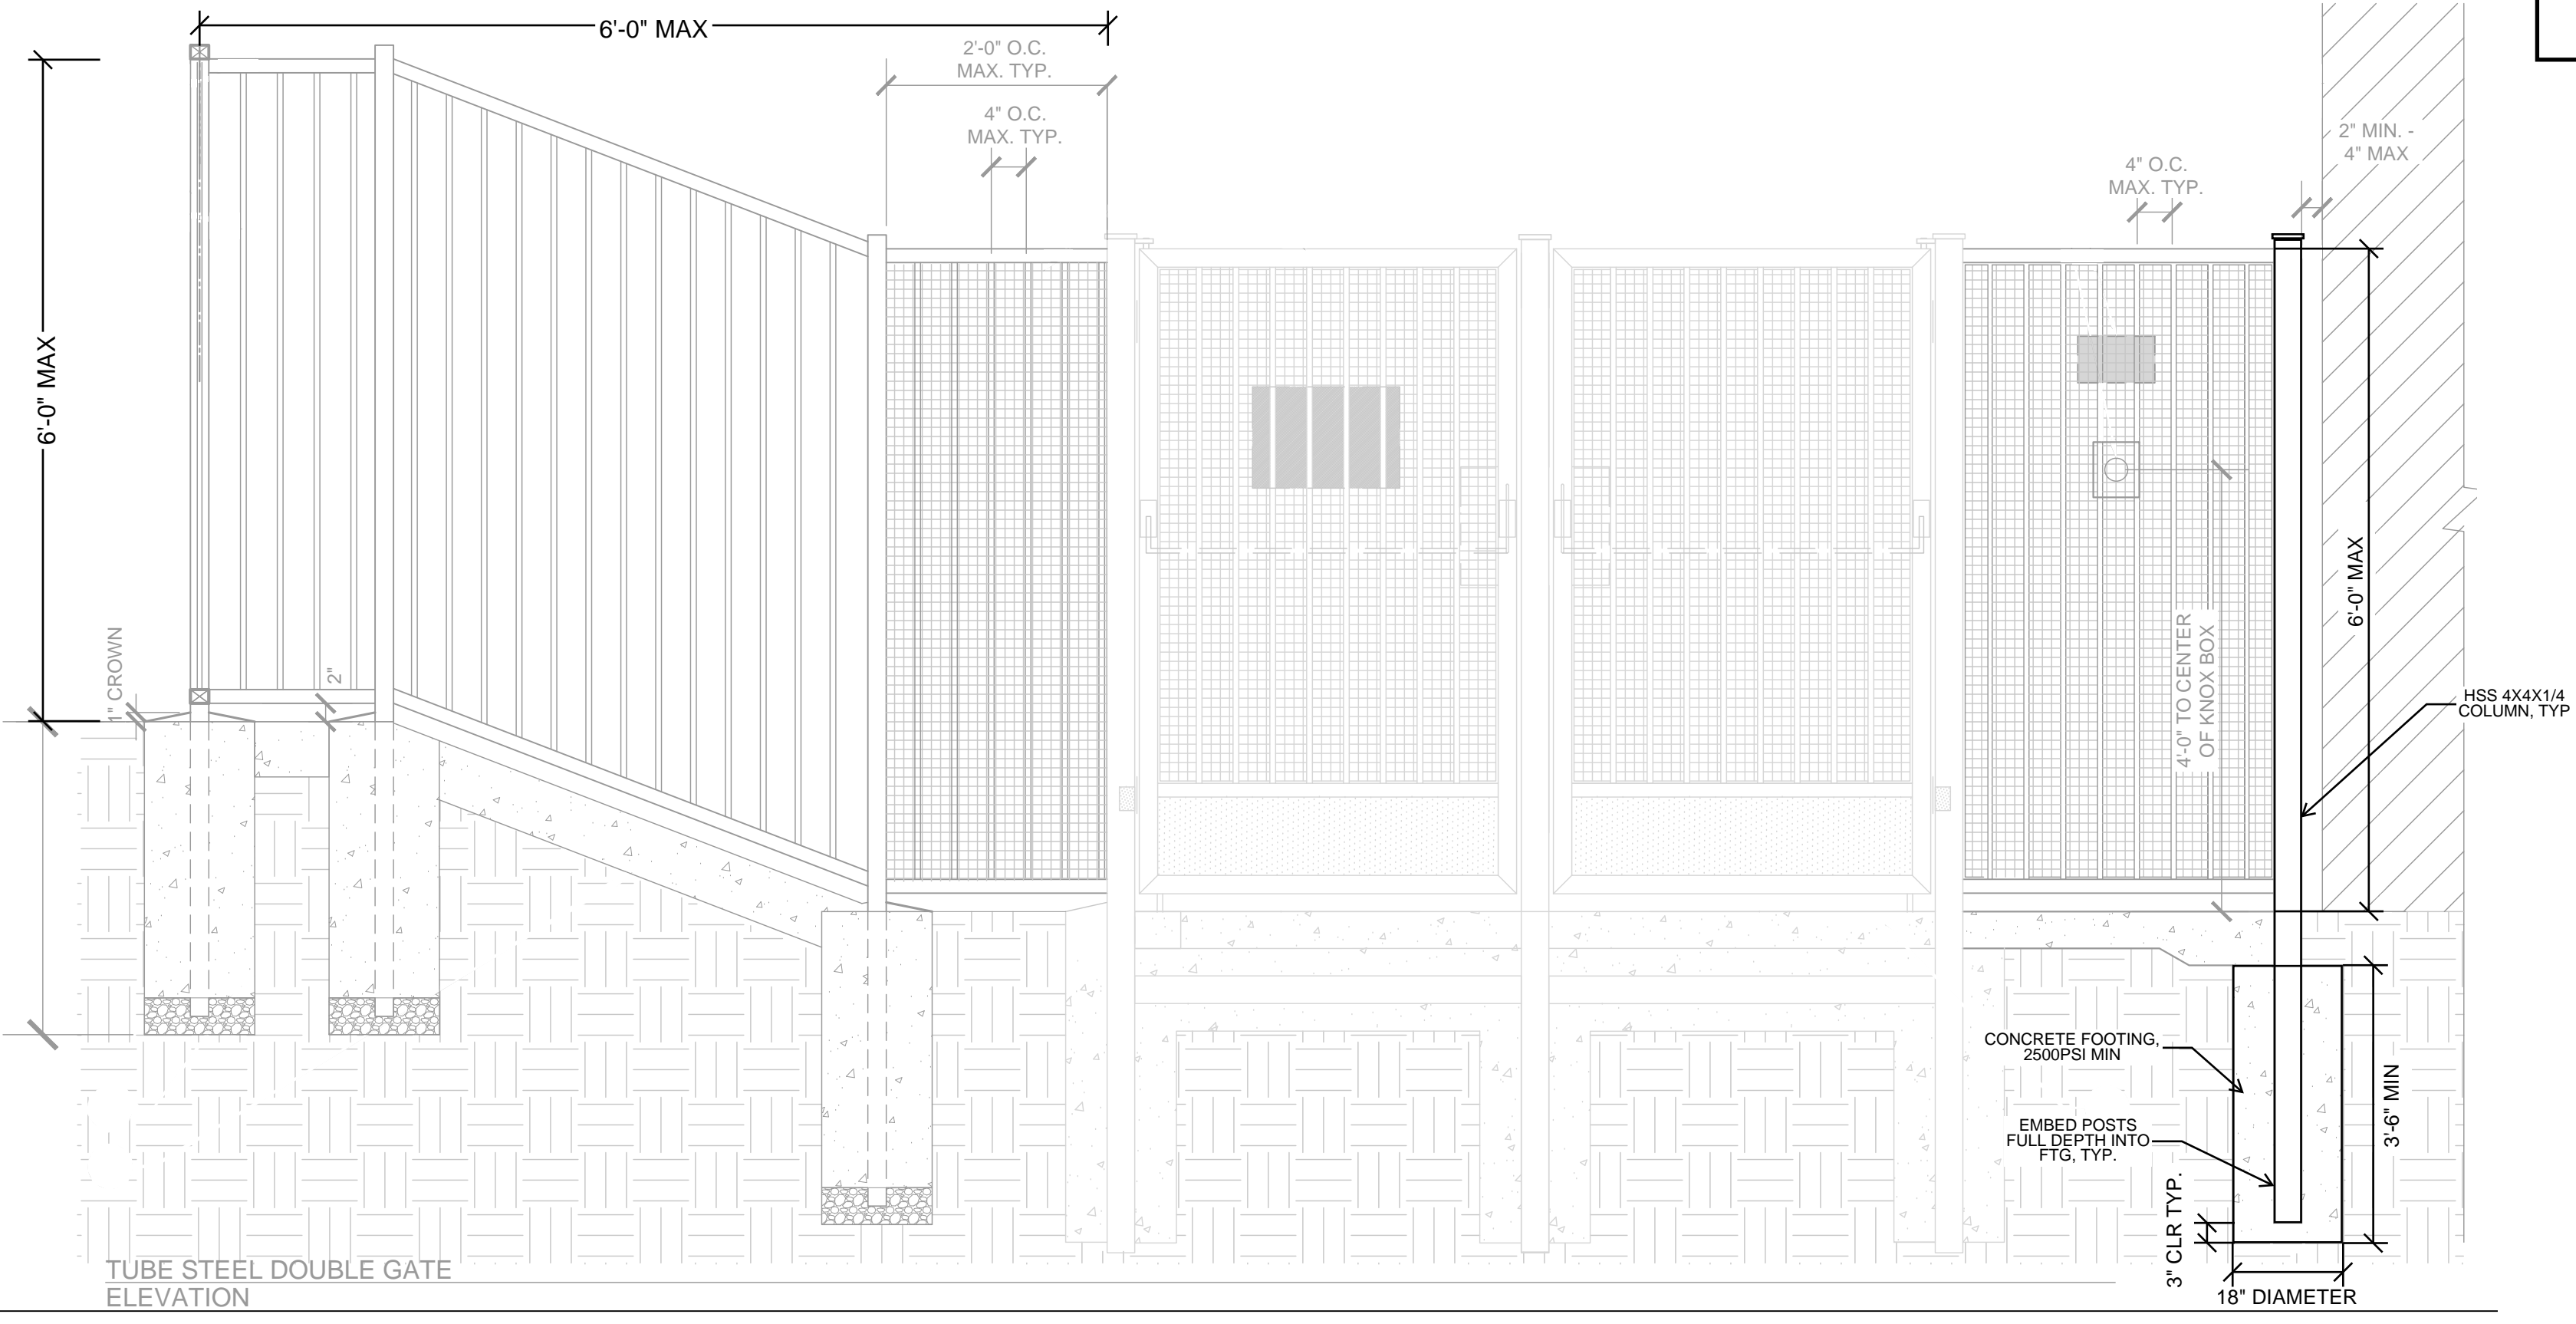 6'-0" MAX
2'-0" O.C.
MAX. TYP.
4" O.C.
MAX. TYP.
2" MIN. -
4" MAX
4" O.C.
MAX. TYP.
6'-0" MAX
6'-0" MAX
1" CROWN
2"
4'-0" TO CENTER
OF KNOX BOX
HSS 4X4X1/4
COLUMN, TYP
CONCRETE FOOTING,
2500PSI MIN
3'-6" MIN
EMBED POSTS
FULL DEPTH INTO
FTG, TYP.
3" CLR TYP.
18" DIAMETER
TUBE STEEL DOUBLE GATE
ELEVATION